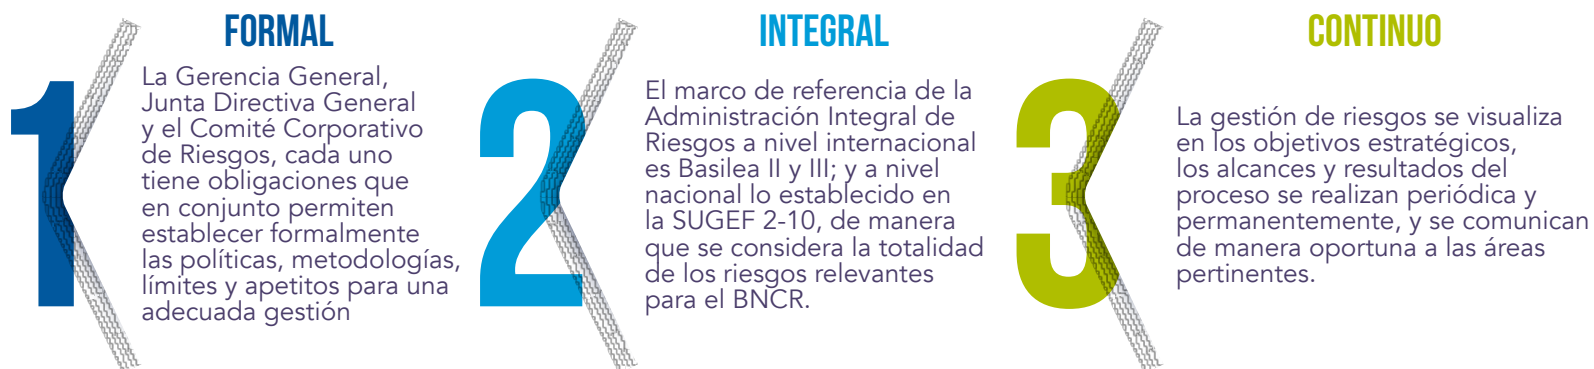 1
FORMAL
La Gerencia General,
Junta Directiva General
y el Comité Corporativo
de Riesgos, cada uno
tiene obligaciones que
en conjunto permiten
establecer formalmente
las políticas, metodologías,
límites y apetitos para una
adecuada gestión
2
INTEGRAL
El marco de referencia de la
Administración Integral de
Riesgos a nivel internacional
es Basilea II y III; y a nivel
nacional lo establecido en
la SUGEF 2-10, de manera
que se considera la totalidad
de los riesgos relevantes
para el BNCR.
3
CONTINUO
La gestión de riesgos se visualiza
en los objetivos estratégicos,
los alcances y resultados del
proceso se realizan periódica y
permanentemente, y se comunican
de manera oportuna a las áreas
pertinentes.